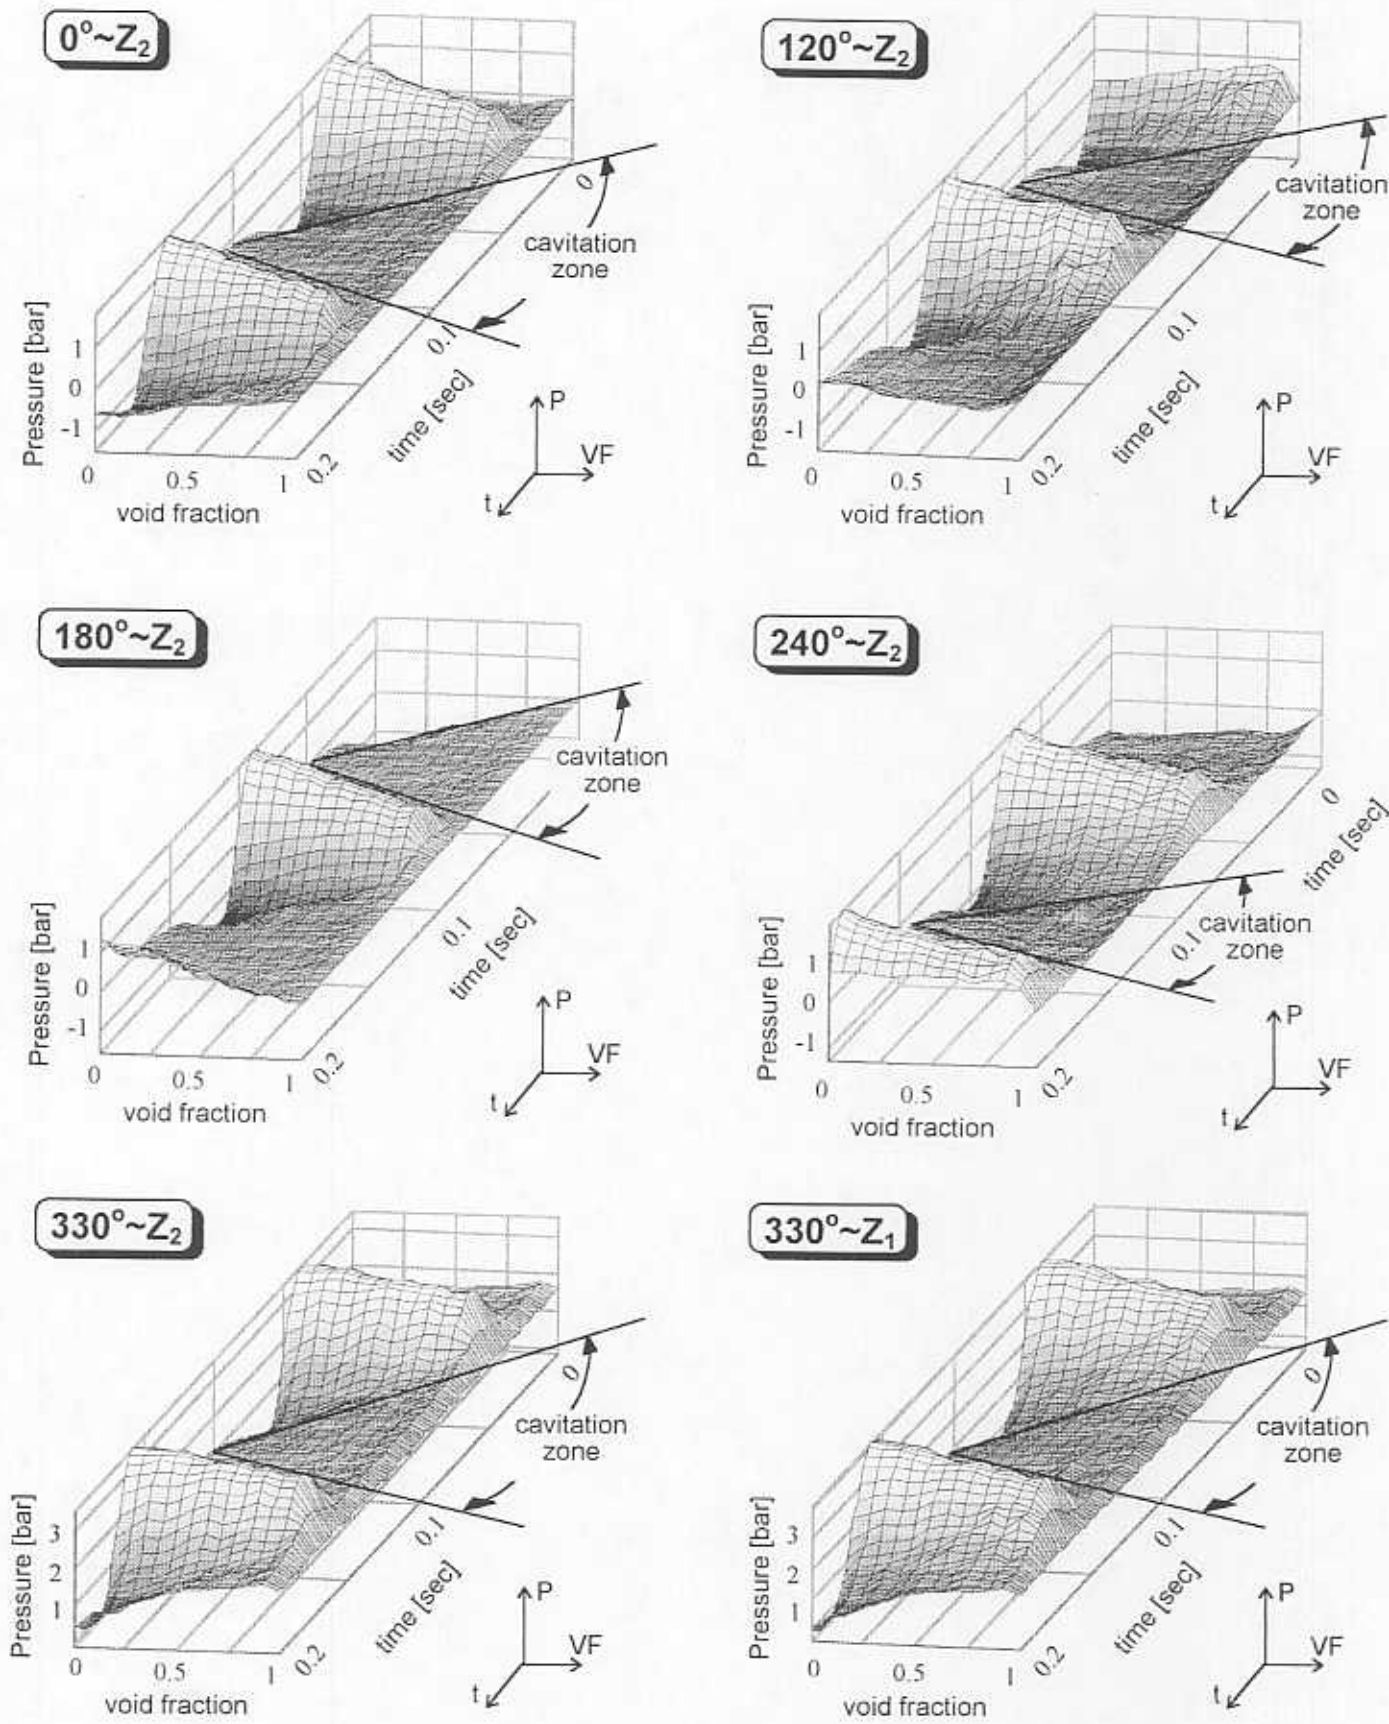 0°~Z₂
cavitation
zone
0
0.1
0.2
time [sec]
Pressure [bar]
1
0
-1
0
0.5
1
void fraction
P
VF
t
120°~Z₂
cavitation
zone
0.1
0.2
time [sec]
Pressure [bar]
1
0
-1
0
0.5
1
void fraction
P
VF
t
180°~Z₂
cavitation
zone
0.1
0.2
time [sec]
Pressure [bar]
1
0
-1
0
0.5
1
void fraction
P
VF
t
240°~Z₂
0
time [sec]
cavitation
zone
0.1
0.2
Pressure [bar]
1
0
-1
0
0.5
1
void fraction
P
VF
t
330°~Z₂
cavitation
zone
0
0.1
0.2
time [sec]
Pressure [bar]
3
2
1
0
0.5
1
void fraction
P
VF
t
330°~Z₁
cavitation
zone
0
0.1
0.2
time [sec]
Pressure [bar]
3
2
1
0
0.5
1
void fraction
P
VF
t